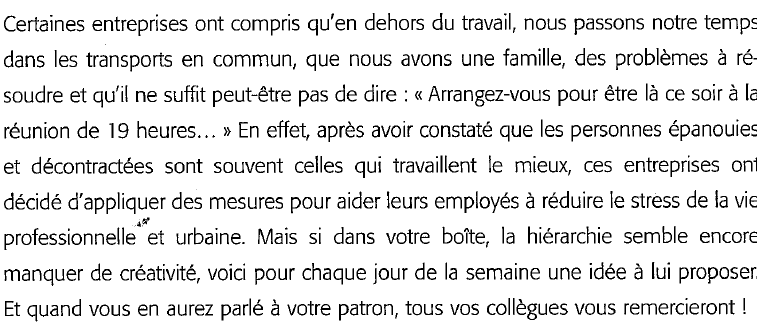 Certaines entreprises ont compris qu'en dehors du travail, nous passons notre temps
dans les transports en commun, que nous avons une famille, des problèmes à ré-
soudre et qu'il ne suffit peut-être pas de dire : « Arrangez-vous pour être là ce soir à la
réunion de 19 heures... » En effet, après avoir constaté que les personnes épanouies
et décontractées sont souvent celles qui travaillent le mieux, ces entreprises ont
décidé d'appliquer des mesures pour aider leurs employés à réduire le stress de la vie
professionnelle et urbaine. Mais si dans votre boîte, la hiérarchie semble encore
manquer de créativité, voici pour chaque jour de la semaine une idée à lui proposer.
Et quand vous en aurez parlé à votre patron, tous vos collègues vous remercieront !